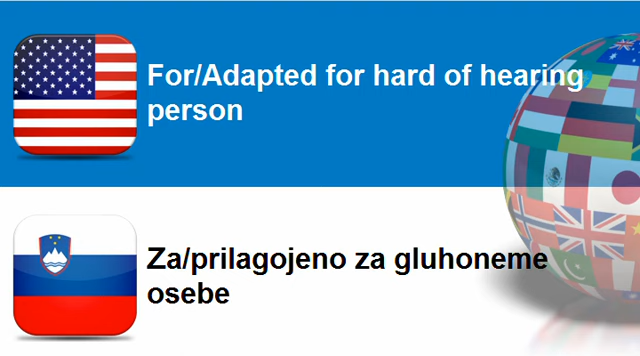 For/Adapted for hard of hearing
person
Za/prilagojeno za gluhoneme
osebe